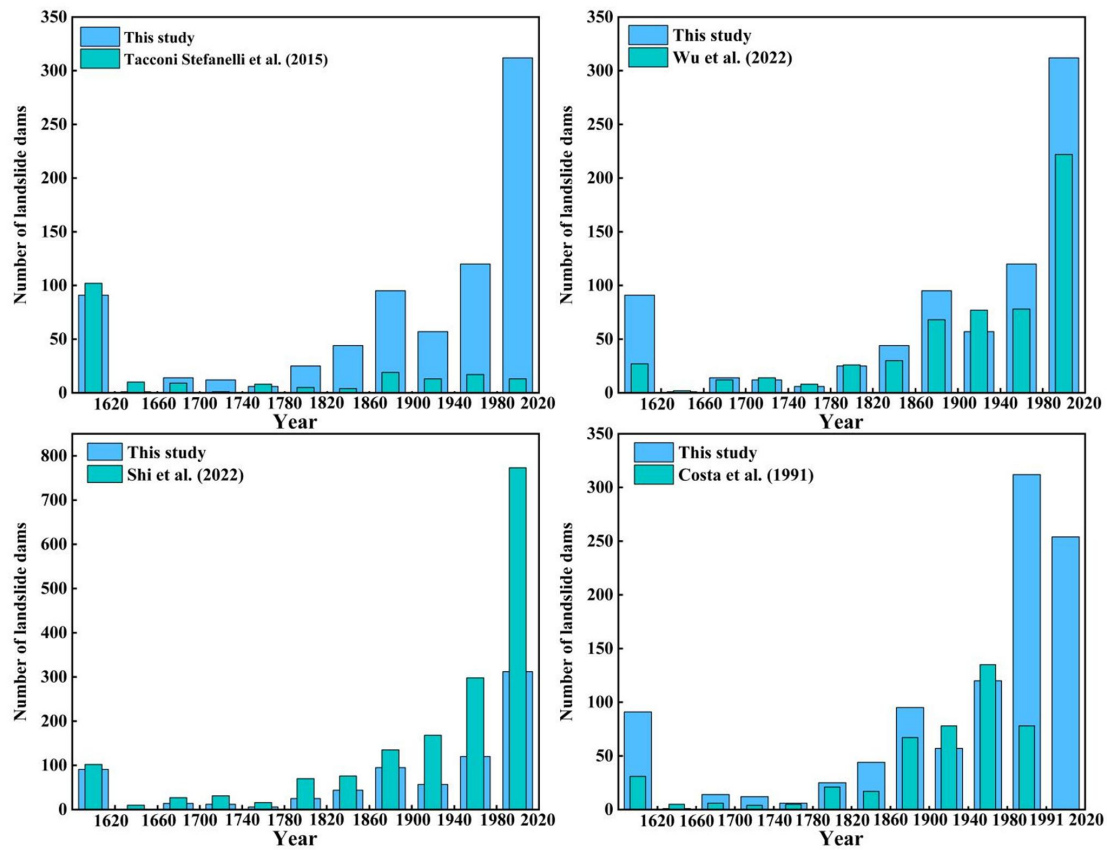 350
300
250
200
150
100
50
0
Number of landslide dams
This study
Tacconi Stefanelli et al. (2015)
1620 1660 1700 1740 1780 1820 1860 1900 1940 1980 2020
Year
350
300
250
200
150
100
50
0
Number of landslide dams
This study
Wu et al. (2022)
1620 1660 1700 1740 1780 1820 1860 1900 1940 1980 2020
Year
800
700
600
500
400
300
200
100
0
Number of landslide dams
This study
Shi et al. (2022)
1620 1660 1700 1740 1780 1820 1860 1900 1940 1980 2020
Year
350
300
250
200
150
100
50
0
Number of landslide dams
This study
Costa et al. (1991)
1620 1660 1700 1740 1780 1820 1860 1900 1940 1980 1991 2020
Year